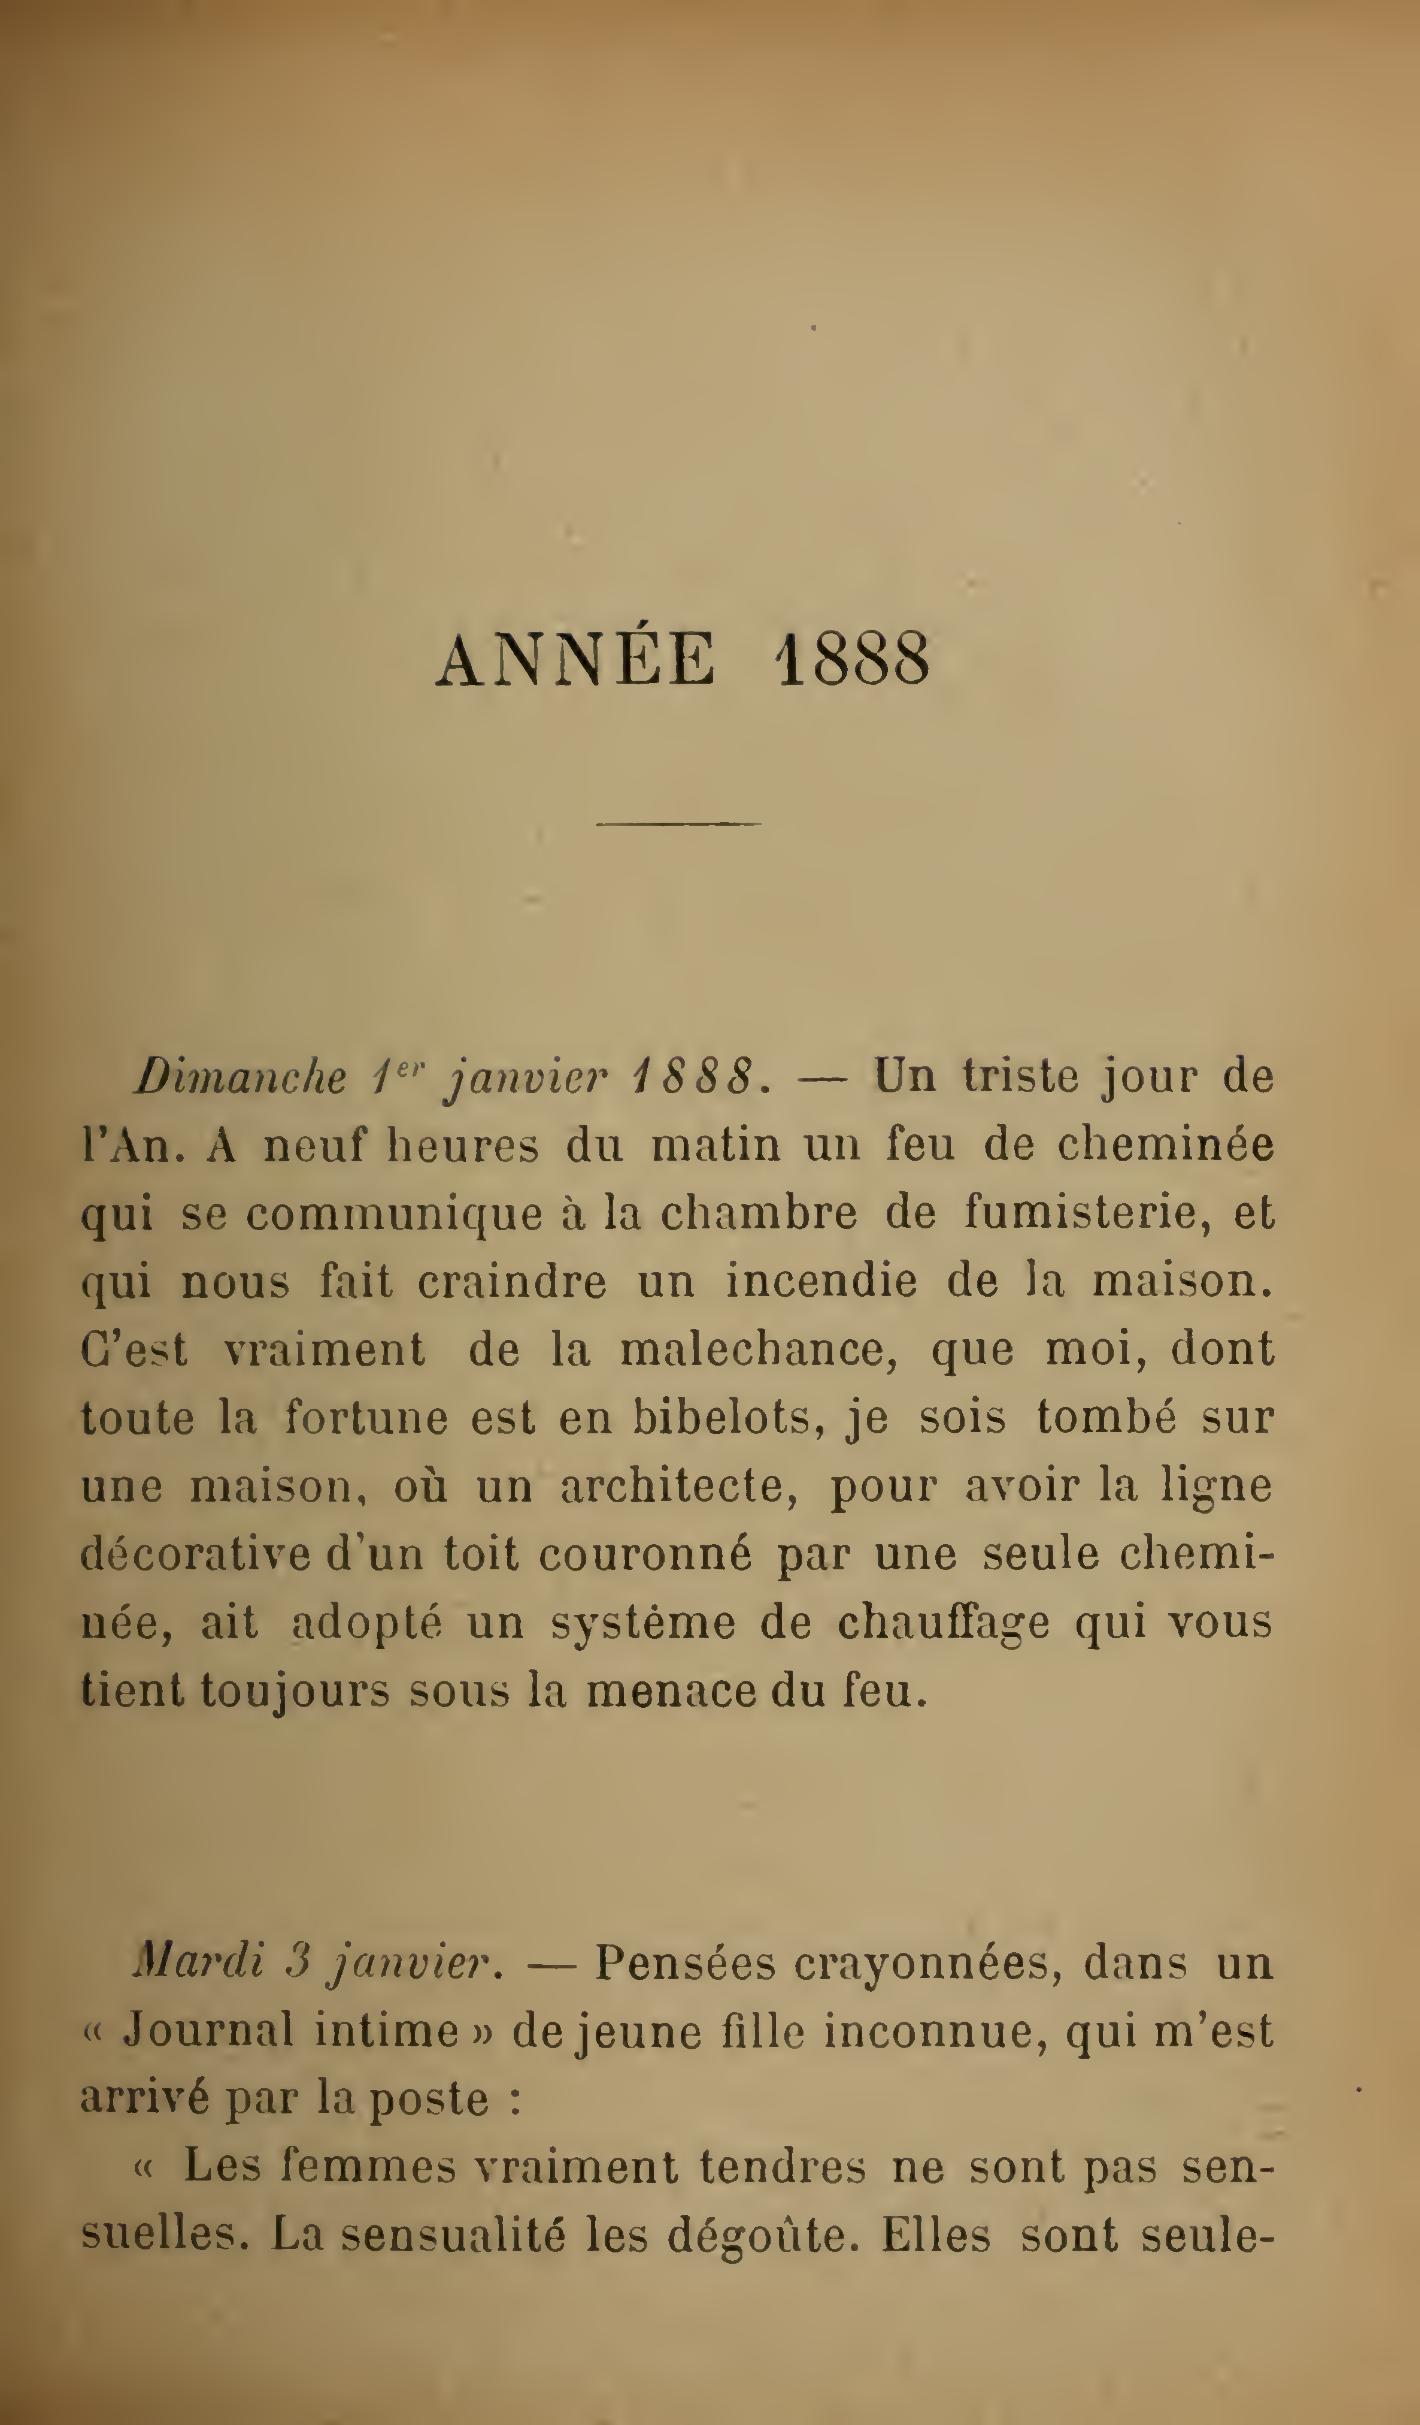 ANNÉE 1888
Dimanche 1er janvier 1888. — Un triste jour de
l'An. A neuf heures du matin un feu de cheminée
qui se communique à la chambre de fumisterie, et
qui nous fait craindre un incendie de la maison.
C'est vraiment de la malechance, que moi, dont
toute la fortune est en bibelots, je sois tombé sur
une maison, où un architecte, pour avoir la ligne
décorative d'un toit couronné par une seule chemi-
née, ait adopté un système de chauffage qui vous
tient toujours sous la menace du feu.
Mardi 3 janvier. — Pensées crayonnées, dans un
« Journal intime » de jeune fille inconnue, qui m'est
arrivé par la poste :
« Les femmes vraiment tendres ne sont pas sen-
suelles. La sensualité les dégoûte. Elles sont seule-